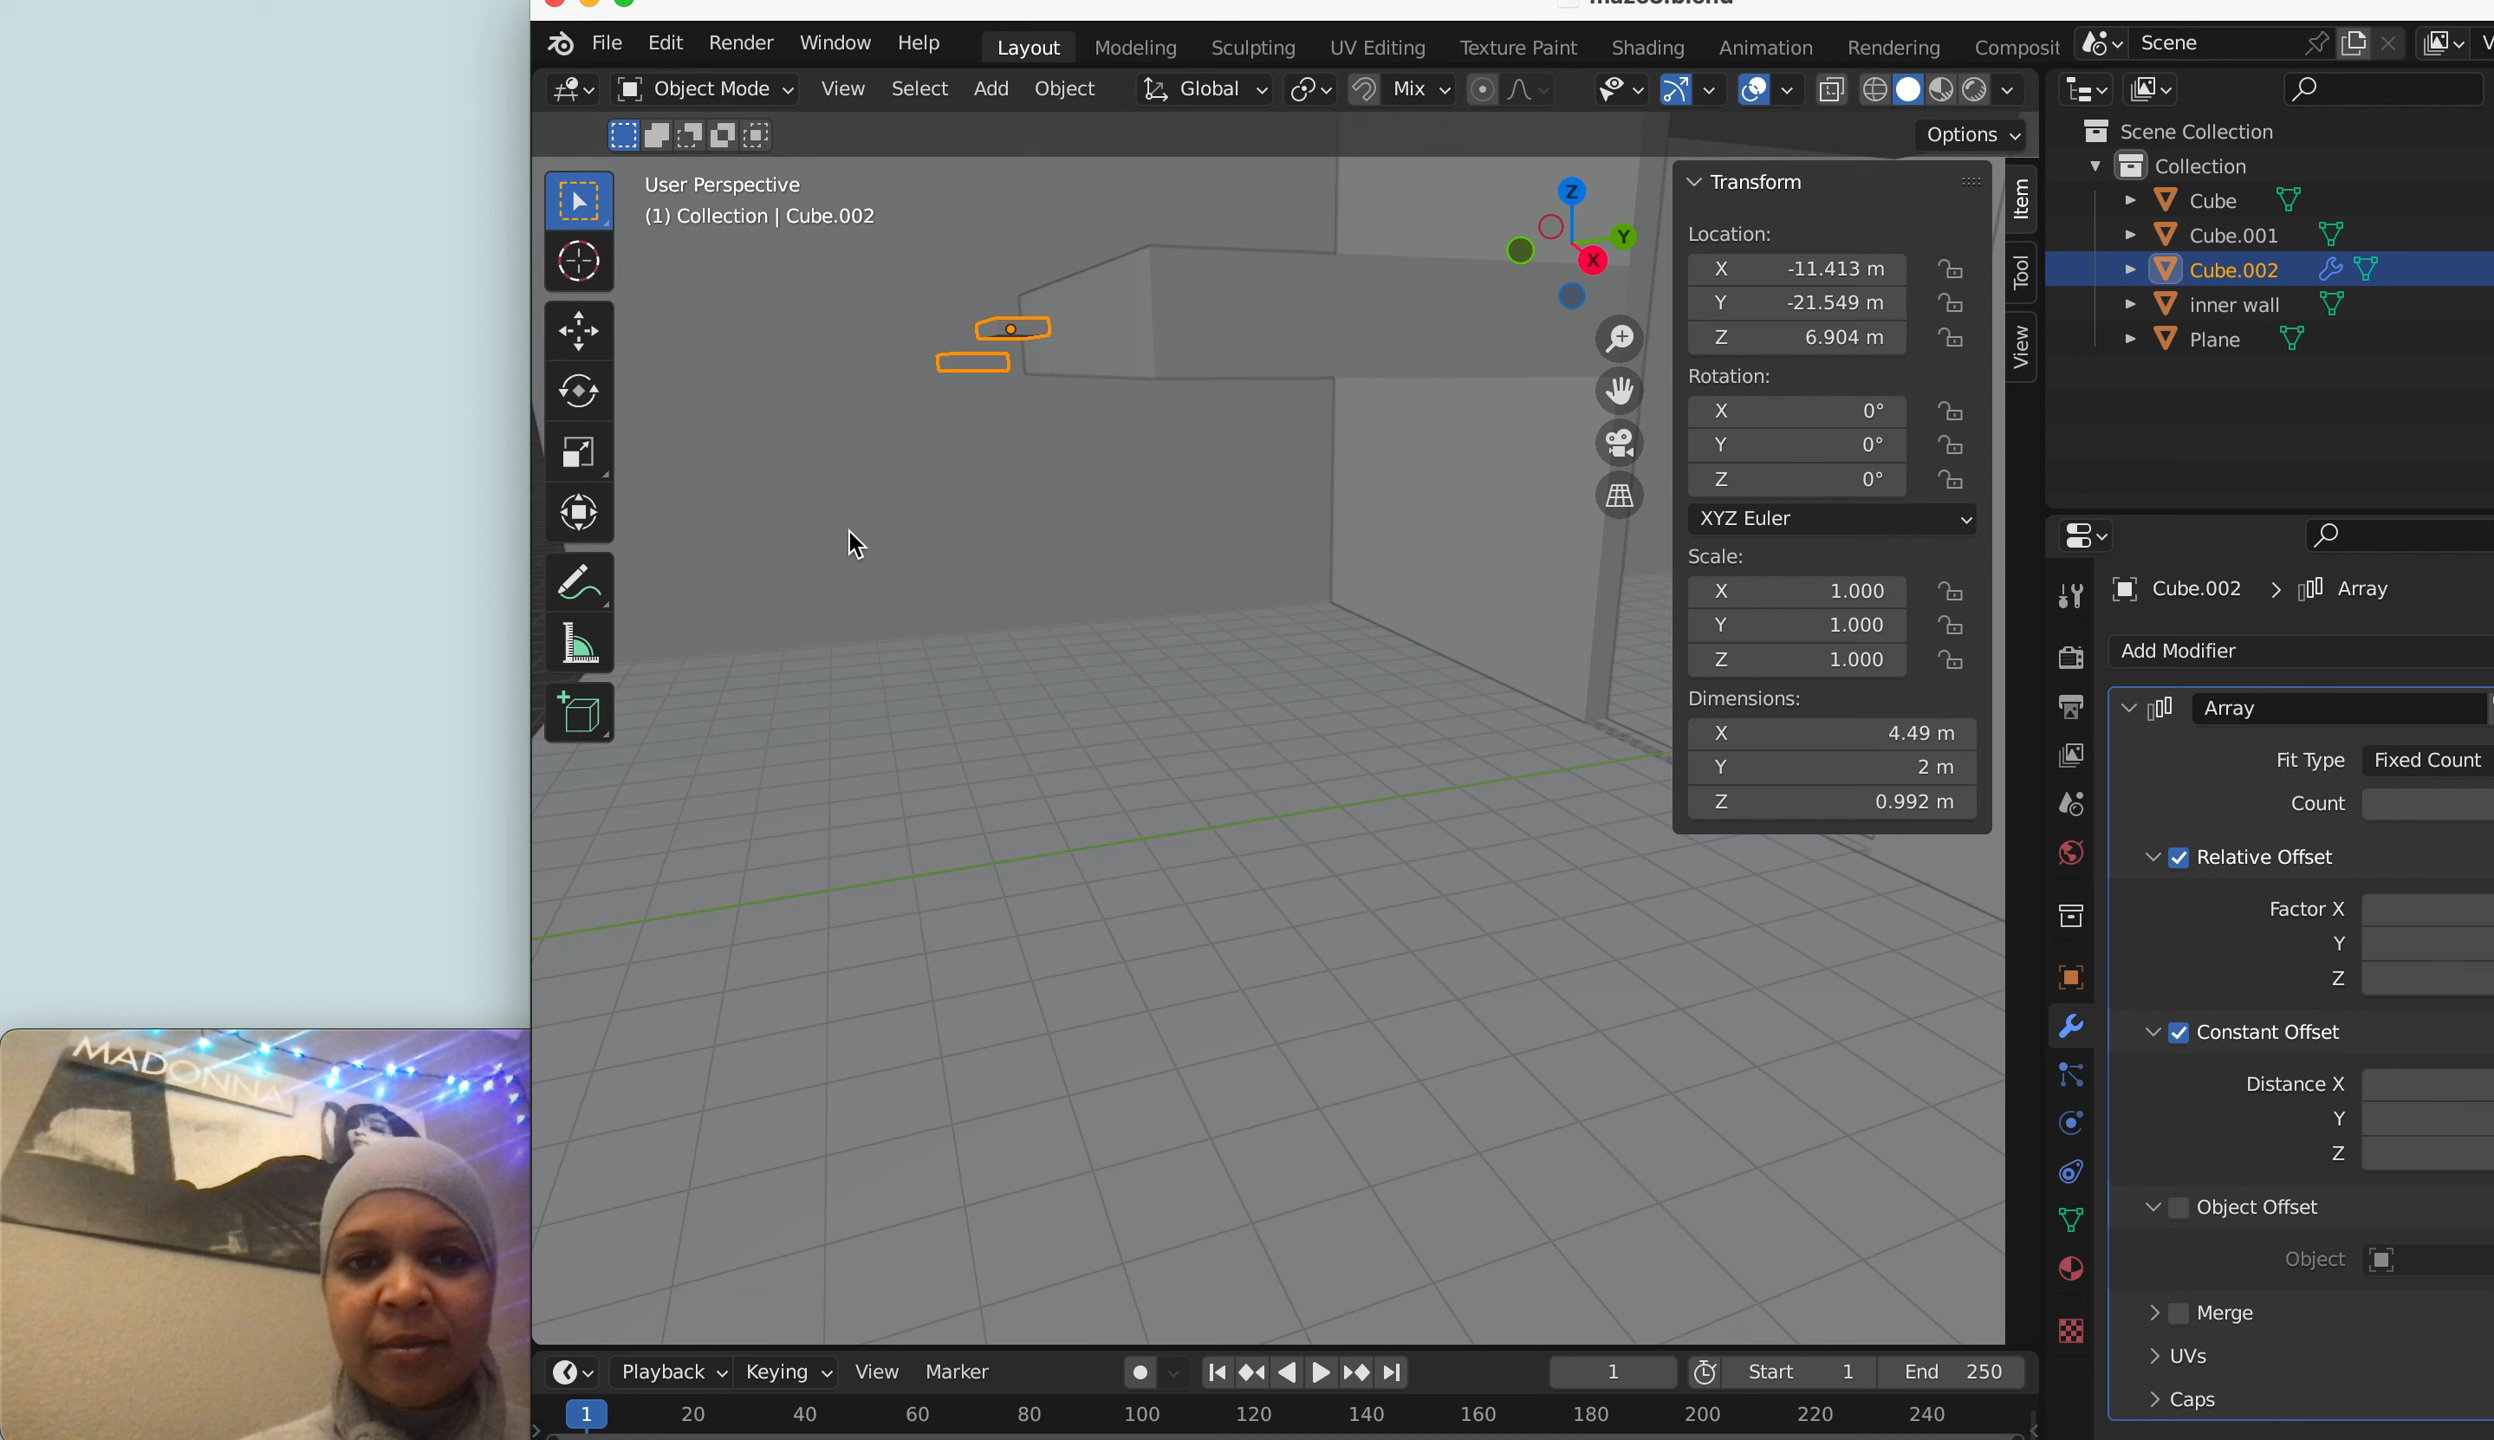 maze3.blend
File Edit Render Window Help Layout Modeling Sculpting UV Editing Texture Paint Shading Animation Rendering Composit Scene V
Object Mode View Select Add Object Global Mix
Options
User Perspective
(1) Collection | Cube.002
Z
Y
X
Transform
Location:
X -11.413 m
Y -21.549 m
Z 6.904 m
Rotation:
X 0°
Y 0°
Z 0°
XYZ Euler
Scale:
X 1.000
Y 1.000
Z 1.000
Dimensions:
X 4.49 m
Y 2 m
Z 0.992 m
Item
Tool
View
Scene Collection
Collection
Cube
Cube.001
Cube.002
inner wall
Plane
Cube.002 > Array
Add Modifier
Array
Fit Type Fixed Count
Count
Relative Offset
Factor X
Y
Z
Constant Offset
Distance X
Y
Z
Object Offset
Object
Merge
UVs
Caps
Playback Keying View Marker 1 Start 1 End 250
1 20 40 60 80 100 120 140 160 180 200 220 240
MADONNA